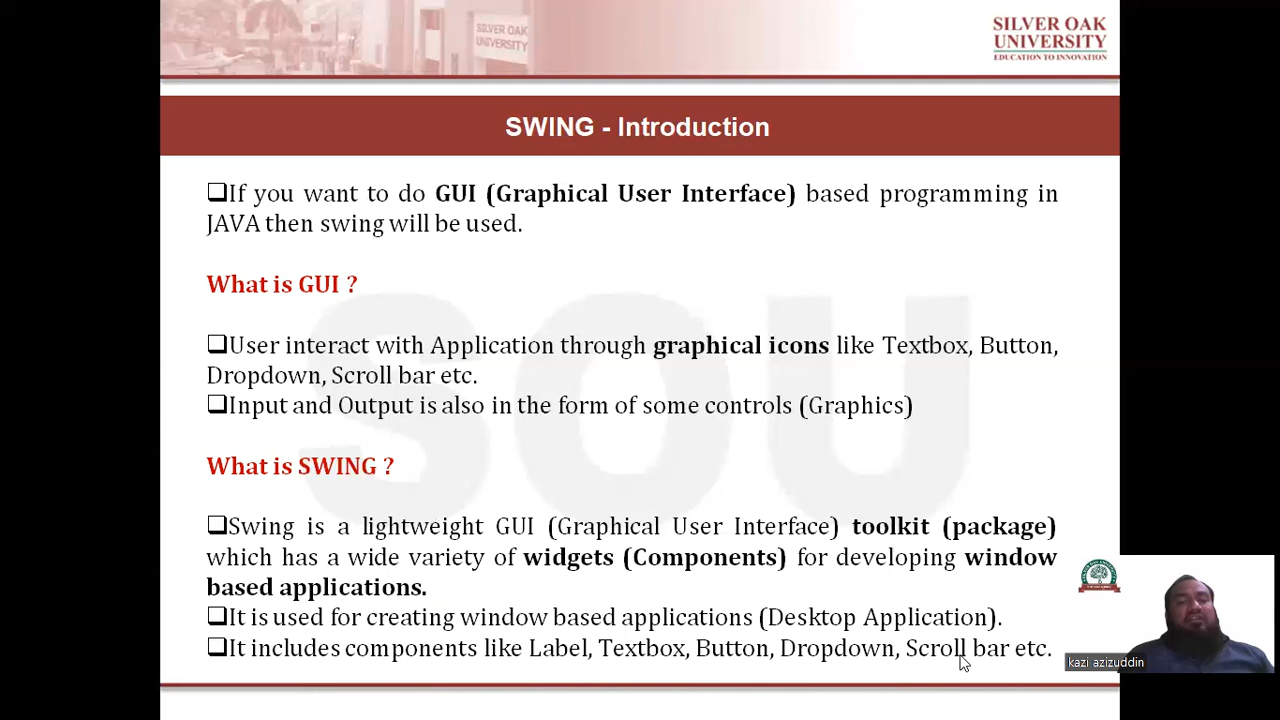 SILVER OAK
UNIVERSITY
SILVER OAK
UNIVERSITY
EDUCATION TO INNOVATION
SWING - Introduction
❑If you want to do GUI (Graphical User Interface) based programming in
JAVA then swing will be used.
What is GUI ?
❑User interact with Application through graphical icons like Textbox, Button,
Dropdown, Scroll bar etc.
❑Input and Output is also in the form of some controls (Graphics)
What is SWING ?
❑Swing is a lightweight GUI (Graphical User Interface) toolkit (package)
which has a wide variety of widgets (Components) for developing window
based applications.
❑It is used for creating window based applications (Desktop Application).
❑It includes components like Label, Textbox, Button, Dropdown, Scroll bar etc.
SOU
kazi azizuddin